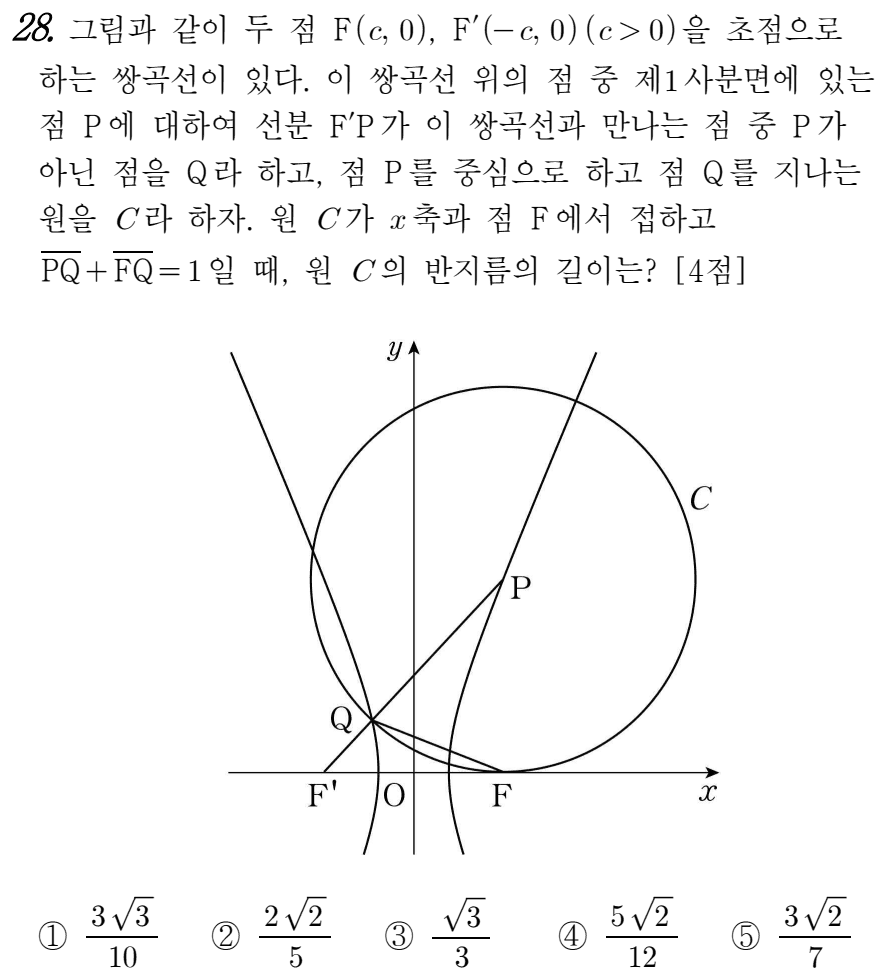 28. 그림과 같이 두 점 F(c, 0), F′(−c, 0) (c > 0)을 초점으로
하는 쌍곡선이 있다. 이 쌍곡선 위의 점 중 제1사분면에 있는
점 P에 대하여 선분 F′P가 이 쌍곡선과 만나는 점 중 P가
아닌 점을 Q라 하고, 점 P를 중심으로 하고 점 Q를 지나는
원을 C라 하자. 원 C가 x축과 점 F에서 접하고
P̅Q̅ + F̅Q̅ = 1일 때, 원 C의 반지름의 길이는? [4점]
y
C
P
Q
F'
O
F
x
① 3√3/10 ② 2√2/5 ③ √3/3 ④ 5√2/12 ⑤ 3√2/7